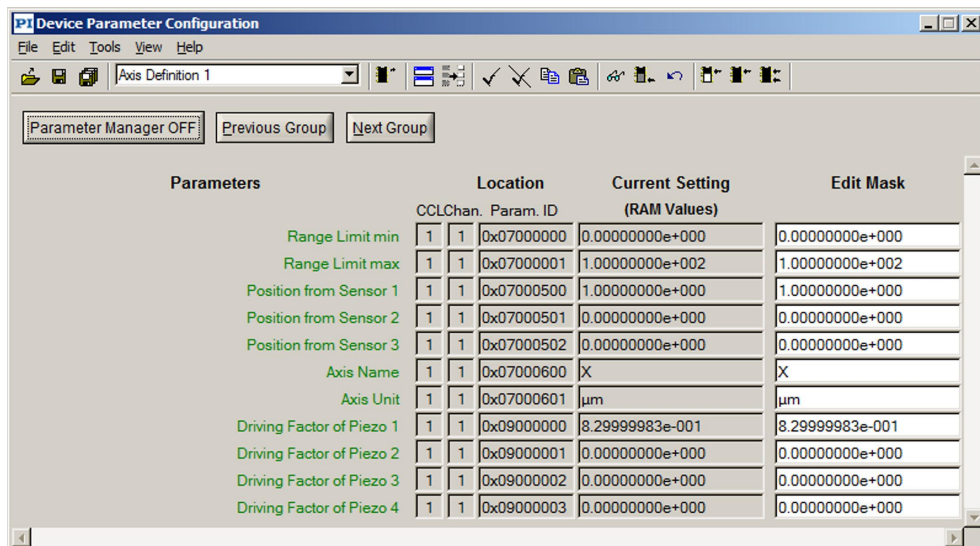 PI Device Parameter Configuration
File Edit Tools View Help
Axis Definition 1
Parameter Manager OFF Previous Group Next Group
Parameters Location Current Setting Edit Mask
CCL Chan. Param. ID (RAM Values)
Range Limit min 1 1 0x07000000 0.00000000e+000 0.00000000e+000
Range Limit max 1 1 0x07000001 1.00000000e+002 1.00000000e+002
Position from Sensor 1 1 1 0x07000500 1.00000000e+000 1.00000000e+000
Position from Sensor 2 1 1 0x07000501 0.00000000e+000 0.00000000e+000
Position from Sensor 3 1 1 0x07000502 0.00000000e+000 0.00000000e+000
Axis Name 1 1 0x07000600 X X
Axis Unit 1 1 0x07000601 µm µm
Driving Factor of Piezo 1 1 1 0x09000000 8.29999983e-001 8.29999983e-001
Driving Factor of Piezo 2 1 1 0x09000001 0.00000000e+000 0.00000000e+000
Driving Factor of Piezo 3 1 1 0x09000002 0.00000000e+000 0.00000000e+000
Driving Factor of Piezo 4 1 1 0x09000003 0.00000000e+000 0.00000000e+000